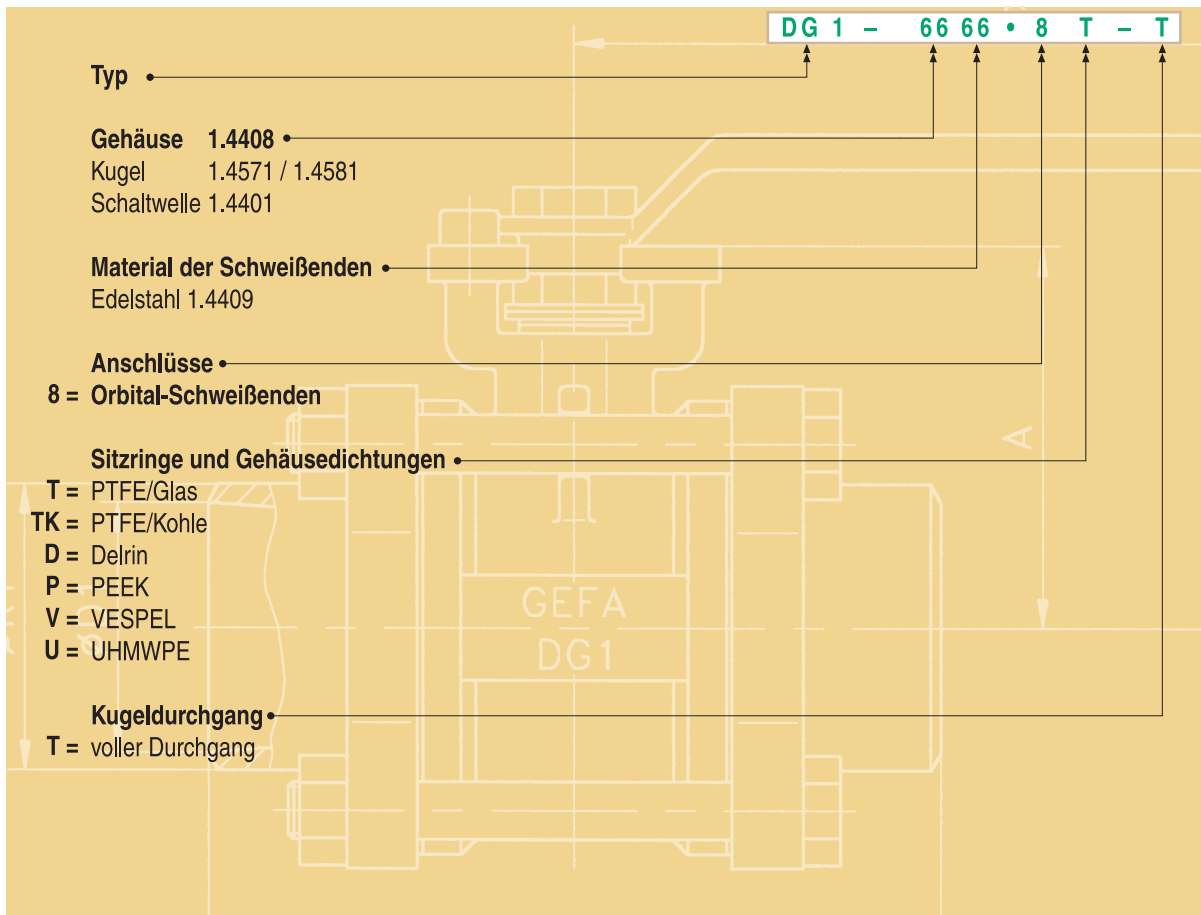 DG 1 – 66 66 • 8 T – T
Typ
Gehäuse 1.4408
Kugel 1.4571 / 1.4581
Schaltwelle 1.4401
Material der Schweißenden
Edelstahl 1.4409
Anschlüsse
8 = Orbital-Schweißenden
Sitzringe und Gehäusedichtungen
T = PTFE/Glas
TK = PTFE/Kohle
D = Delrin
P = PEEK
V = VESPEL
U = UHMWPE
Kugeldurchgang
T = voller Durchgang
A
GEFA
DG1